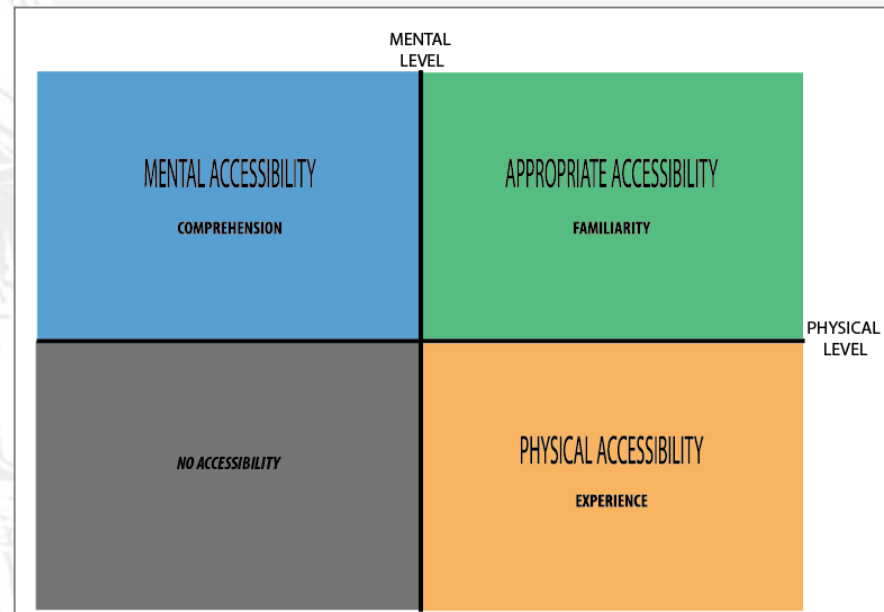 MENTAL
LEVEL
MENTAL ACCESSIBILITY
COMPREHENSION
APPROPRIATE ACCESSIBILITY
FAMILIARITY
PHYSICAL
LEVEL
NO ACCESSIBILITY
PHYSICAL ACCESSIBILITY
EXPERIENCE